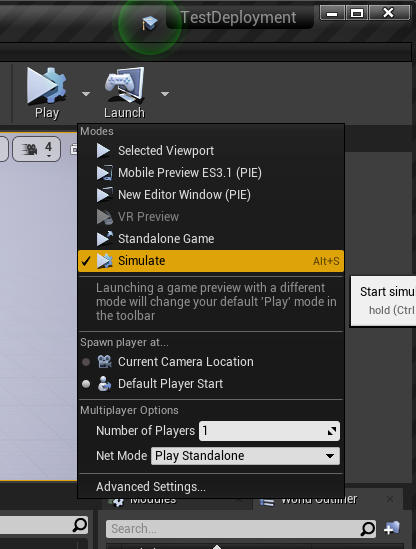 TestDeployment
Play
Launch
4
Modes
Selected Viewport
Mobile Preview ES3.1 (PIE)
New Editor Window (PIE)
VR Preview
Standalone Game
Simulate Alt+S
Launching a game preview with a different
mode will change your default 'Play' mode in
the toolbar
Start simu
hold (Ctrl
Spawn player at...
Current Camera Location
Default Player Start
Multiplayer Options
Number of Players 1
Net Mode Play Standalone
Advanced Settings...
Modules
World Outliner
Search...